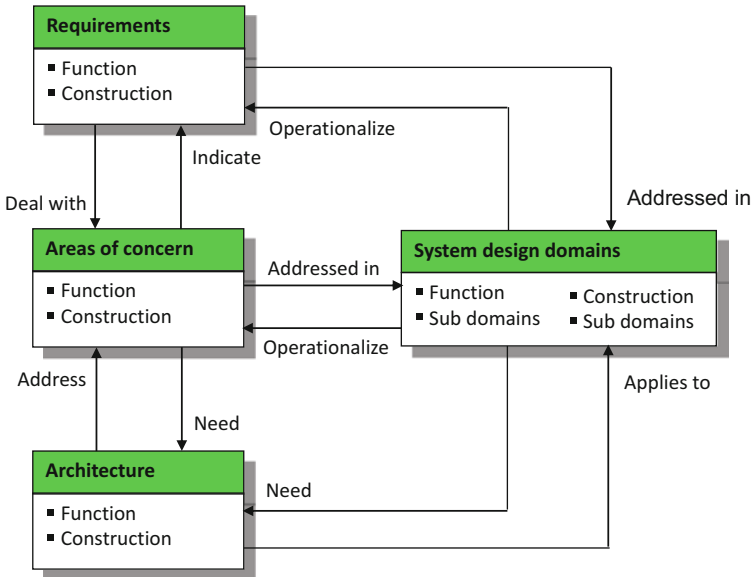 Requirements
▪ Function
▪ Construction
Operationalize
Indicate
Deal with
Addressed in
Areas of concern
▪ Function
▪ Construction
Addressed in
Operationalize
System design domains
▪ Function
▪ Sub domains
▪ Construction
▪ Sub domains
Address
Need
Applies to
Architecture
▪ Function
▪ Construction
Need